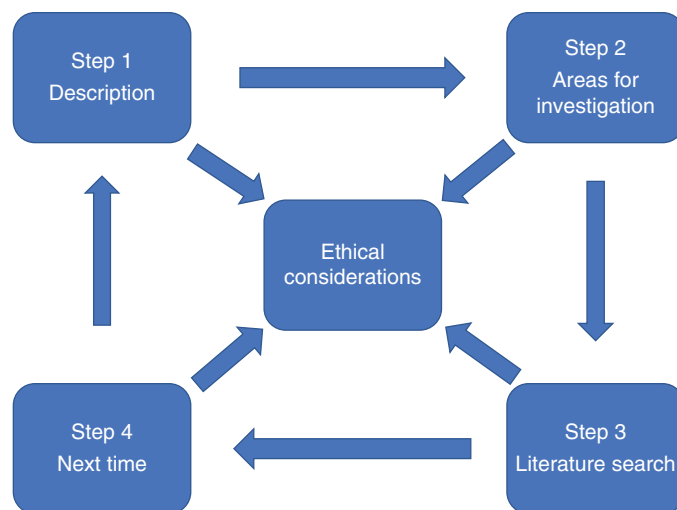 Step 1
Description
Step 2
Areas for
investigation
Ethical
considerations
Step 4
Next time
Step 3
Literature search